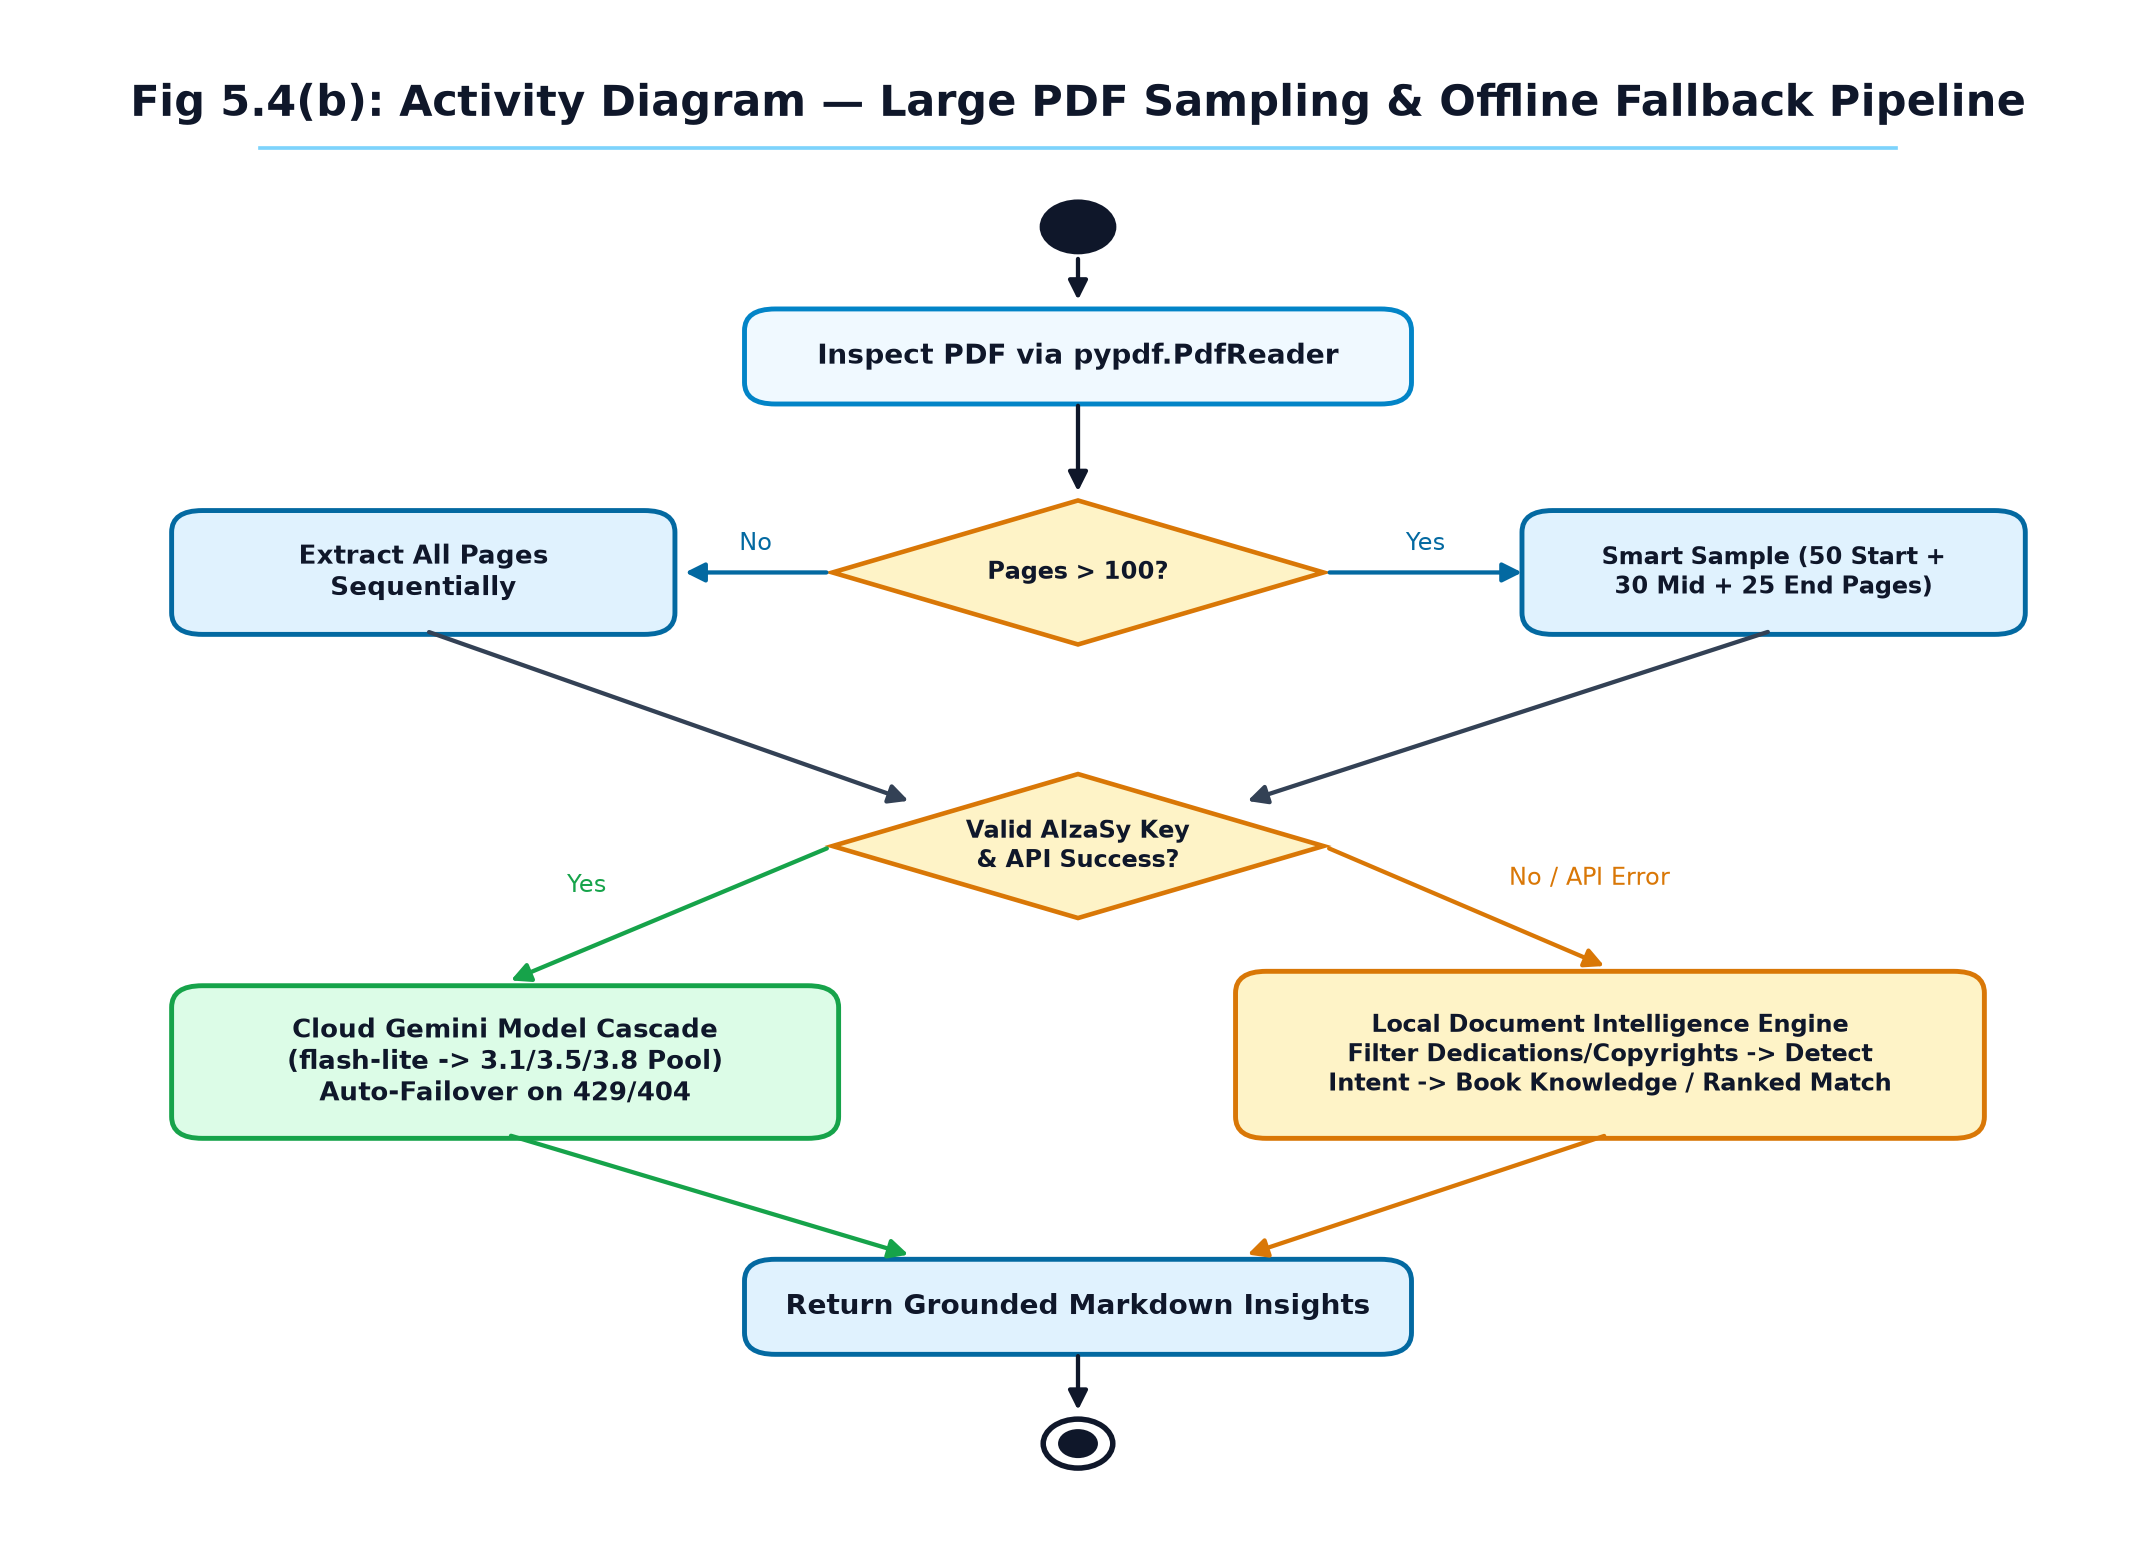 Fig 5.4(b): Activity Diagram — Large PDF Sampling & Offline Fallback Pipeline
Inspect PDF via pypdf.PdfReader
Extract All Pages
Sequentially
No
Pages > 100?
Yes
Smart Sample (50 Start +
30 Mid + 25 End Pages)
Valid AIzaSy Key
& API Success?
Yes
No / API Error
Cloud Gemini Model Cascade
(flash-lite -> 3.1/3.5/3.8 Pool)
Auto-Failover on 429/404
Local Document Intelligence Engine
Filter Dedications/Copyrights -> Detect
Intent -> Book Knowledge / Ranked Match
Return Grounded Markdown Insights